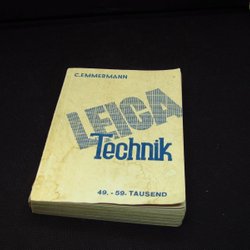 C. EMMERMANN
LEICA
Technik
49. - 59. TAUSEND